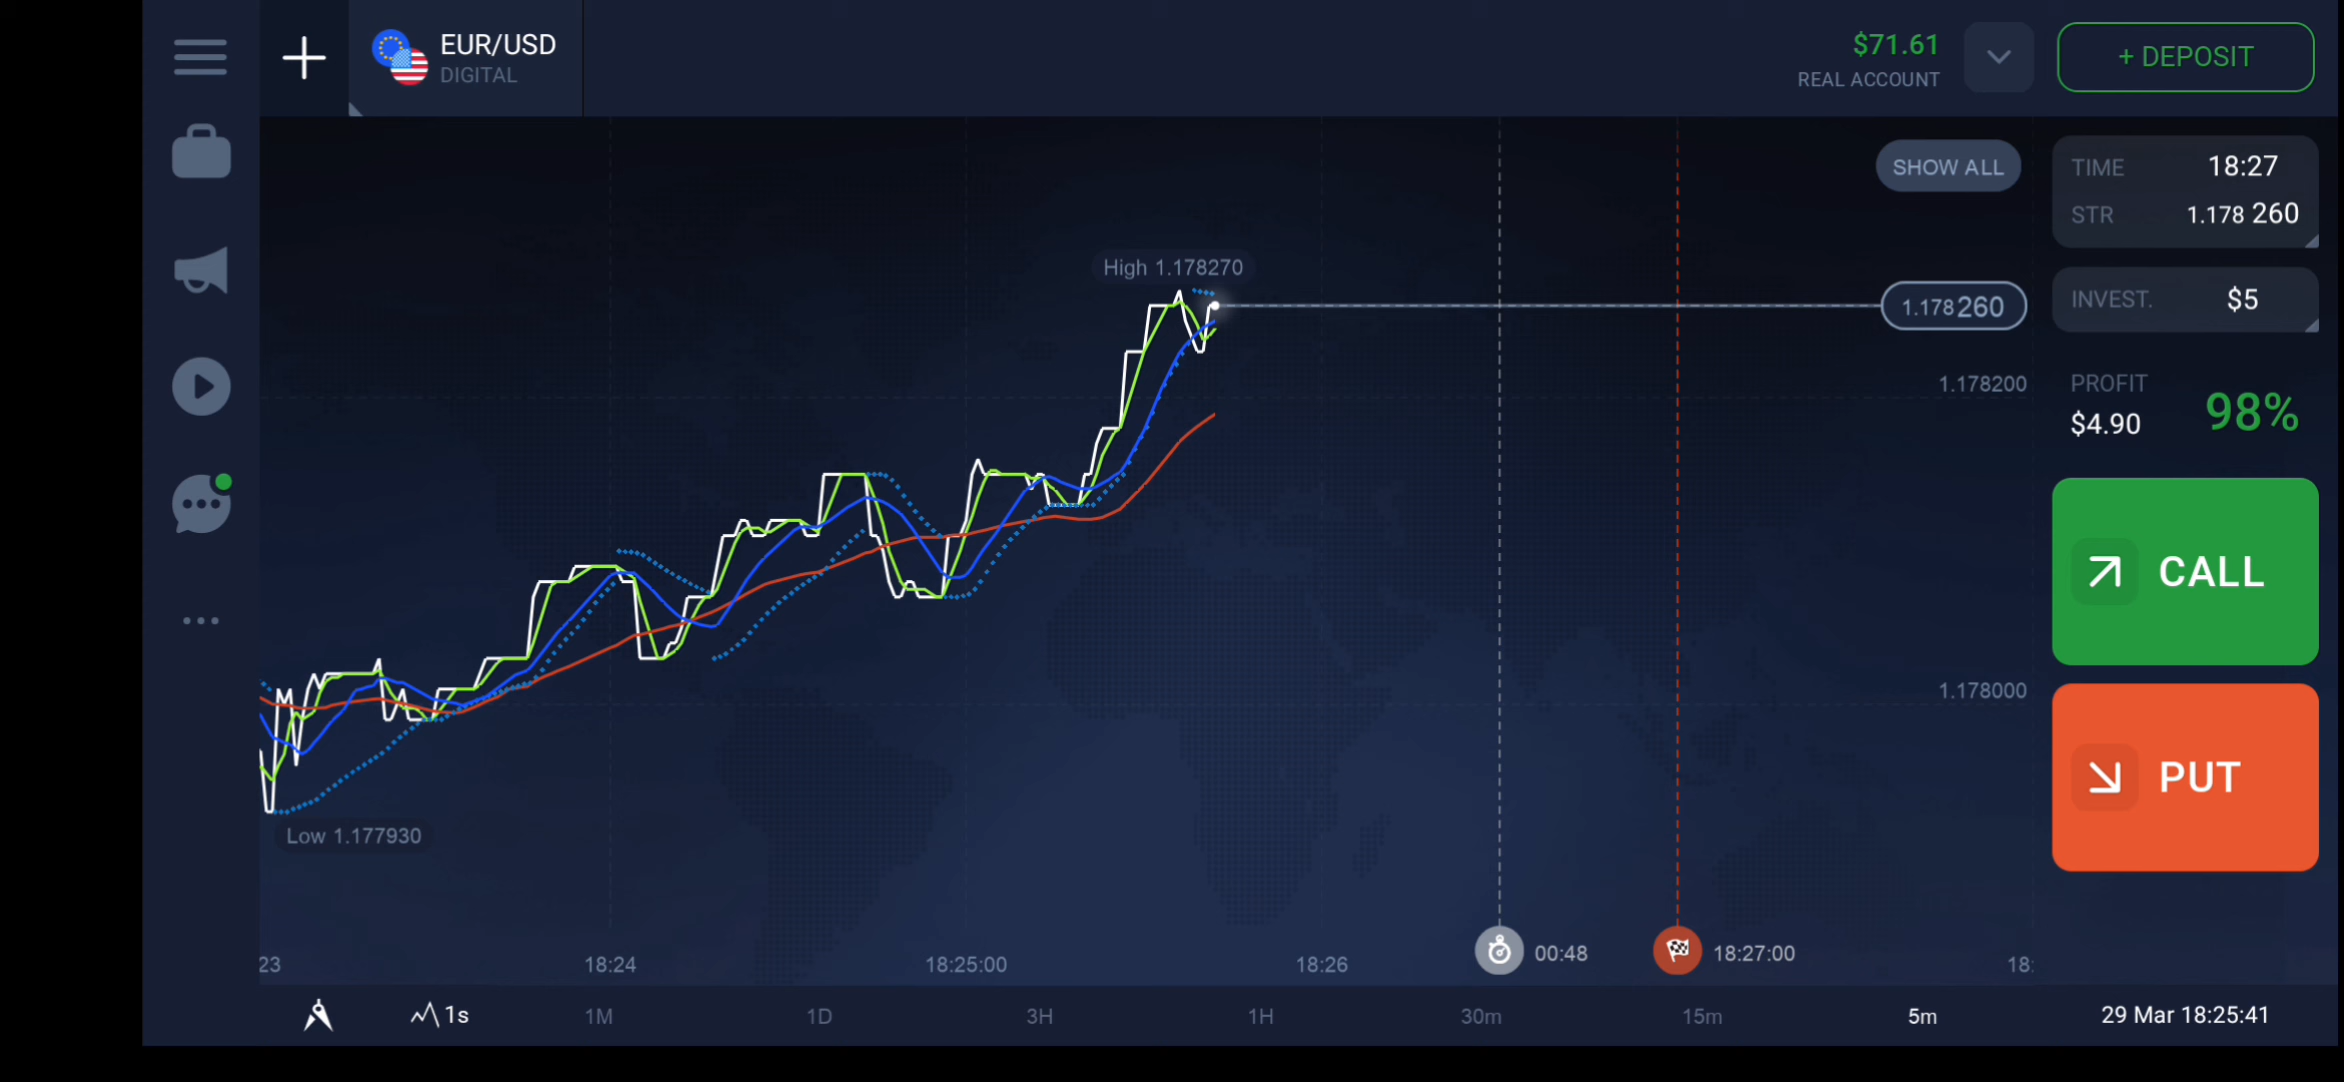 EUR/USD
DIGITAL
$71.61
REAL ACCOUNT
+ DEPOSIT
SHOW ALL
TIME 18:27
STR 1.178 260
High 1.178270
1.178260
INVEST. $5
1.178200
PROFIT
$4.90
98%
CALL
1.178000
PUT
Low 1.177930
00:48
18:27:00
23
18:24
18:25:00
18:26
18:
1s
1M
1D
3H
1H
30m
15m
5m
29 Mar 18:25:41